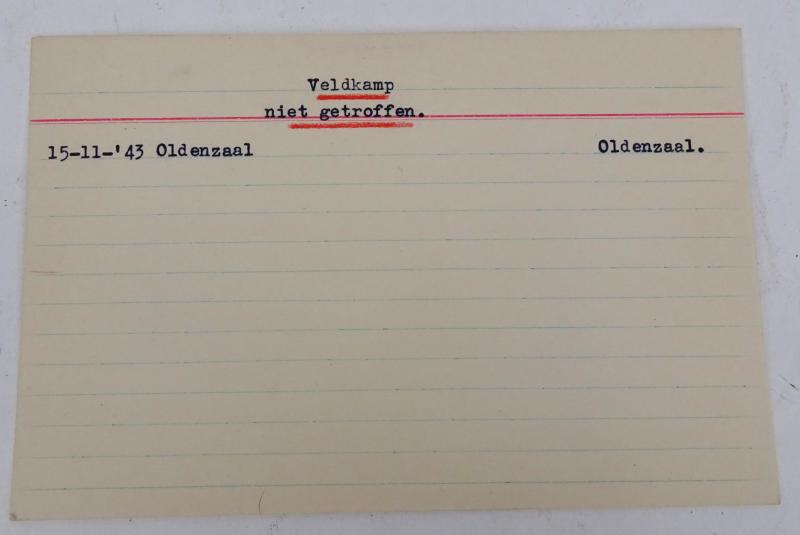 Veldkamp
niet getroffen.
15-11-'43 Oldenzaal Oldenzaal.